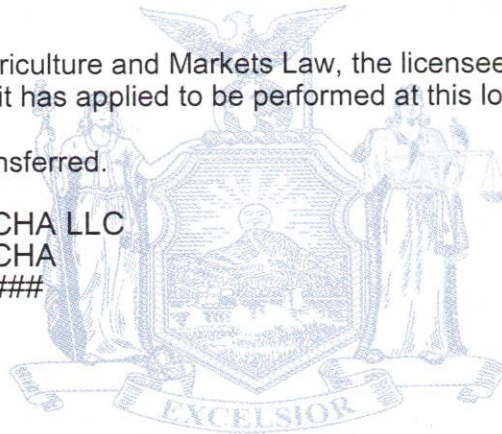 riculture and Markets Law, the licensee
it has applied to be performed at this lo
nsferred.
CHA LLC
CHA
###
EXCELSIOR